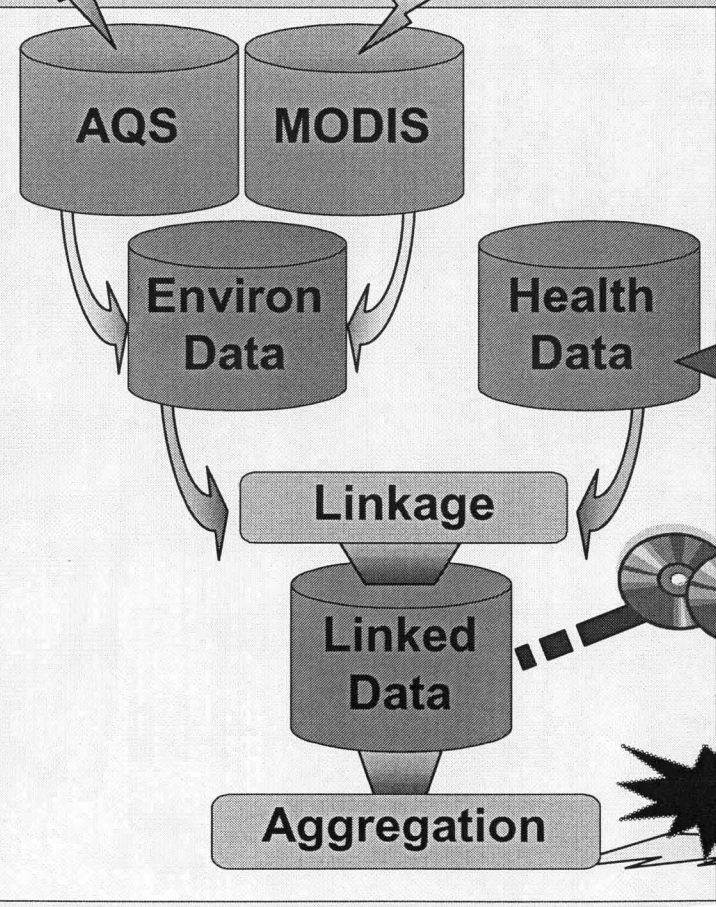 AQS
MODIS
Environ
Data
Health
Data
Linkage
Linked
Data
Aggregation